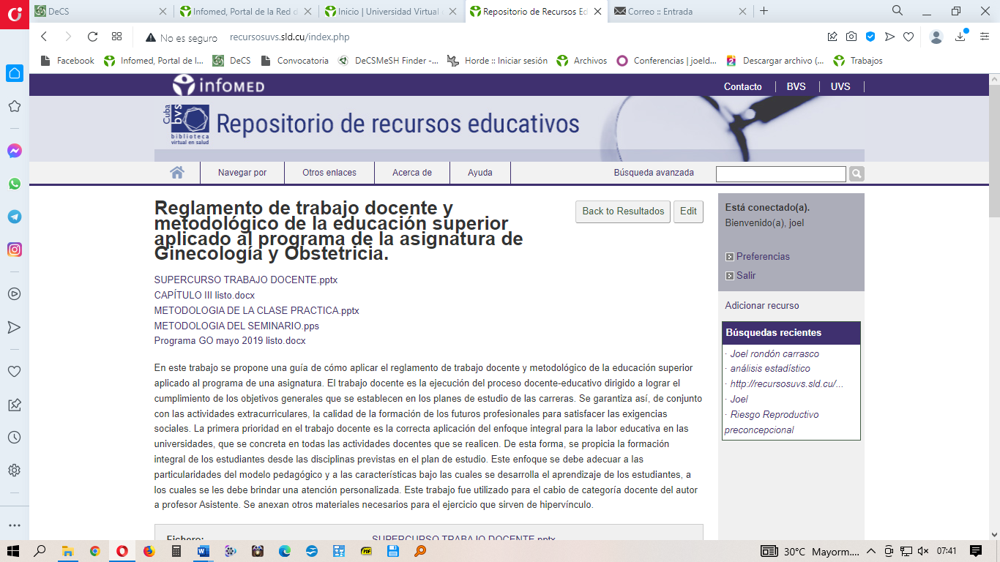 DeCS
Infomed, Portal de la Red d
Inicio | Universidad Virtual
Repositorio de Recursos Ed
Correo :: Entrada
No es seguro
recursosuvs.sld.cu/index.php
Facebook
Infomed, Portal de l...
DeCS
Convocatoria
DeCSMeSH Finder -...
Horde :: Iniciar sesión
Archivos
Conferencias | joeld...
Descargar archivo (...
Trabajos
infOMED
Contacto
BVS
UVS
Cuba
bvs
biblioteca
virtual en salud
Repositorio de recursos educativos
Navegar por
Otros enlaces
Acerca de
Ayuda
Búsqueda avanzada
Reglamento de trabajo docente y
metodológico de la educación superior
aplicado al programa de la asignatura de
Ginecología y Obstetricia.
Back to Resultados
Edit
SUPERCURSO TRABAJO DOCENTE.pptx
CAPÍTULO III listo.docx
METODOLOGIA DE LA CLASE PRACTICA.pptx
METODOLOGIA DEL SEMINARIO.pps
Programa GO mayo 2019 listo.docx
En este trabajo se propone una guía de cómo aplicar el reglamento de trabajo docente y metodológico de la educación superior
aplicado al programa de una asignatura. El trabajo docente es la ejecución del proceso docente-educativo dirigido a lograr el
cumplimiento de los objetivos generales que se establecen en los planes de estudio de las carreras. Se garantiza así, de conjunto
con las actividades extracurriculares, la calidad de la formación de los futuros profesionales para satisfacer las exigencias
sociales. La primera prioridad en el trabajo docente es la correcta aplicación del enfoque integral para la labor educativa en las
universidades, que se concreta en todas las actividades docentes que se realicen. De esta forma, se propicia la formación
integral de los estudiantes desde las disciplinas previstas en el plan de estudio. Este enfoque se debe adecuar a las
particularidades del modelo pedagógico y a las características bajo las cuales se desarrolla el aprendizaje de los estudiantes, a
los cuales se les debe brindar una atención personalizada. Este trabajo fue utilizado para el cabio de categoría docente del autor
a profesor Asistente. Se anexan otros materiales necesarios para el ejercicio que sirven de hipervínculo.
Fichero:
SUPERCURSO TRABAJO DOCENTE.pptx
Está conectado(a).
Bienvenido(a), joel
Preferencias
Salir
Adicionar recurso
Búsquedas recientes
· Joel rondón carrasco
· análisis estadístico
· http://recursosuvs.sld.cu/...
· Joel
· Riesgo Reproductivo
preconcepcional
30°C Mayorm....
07:41